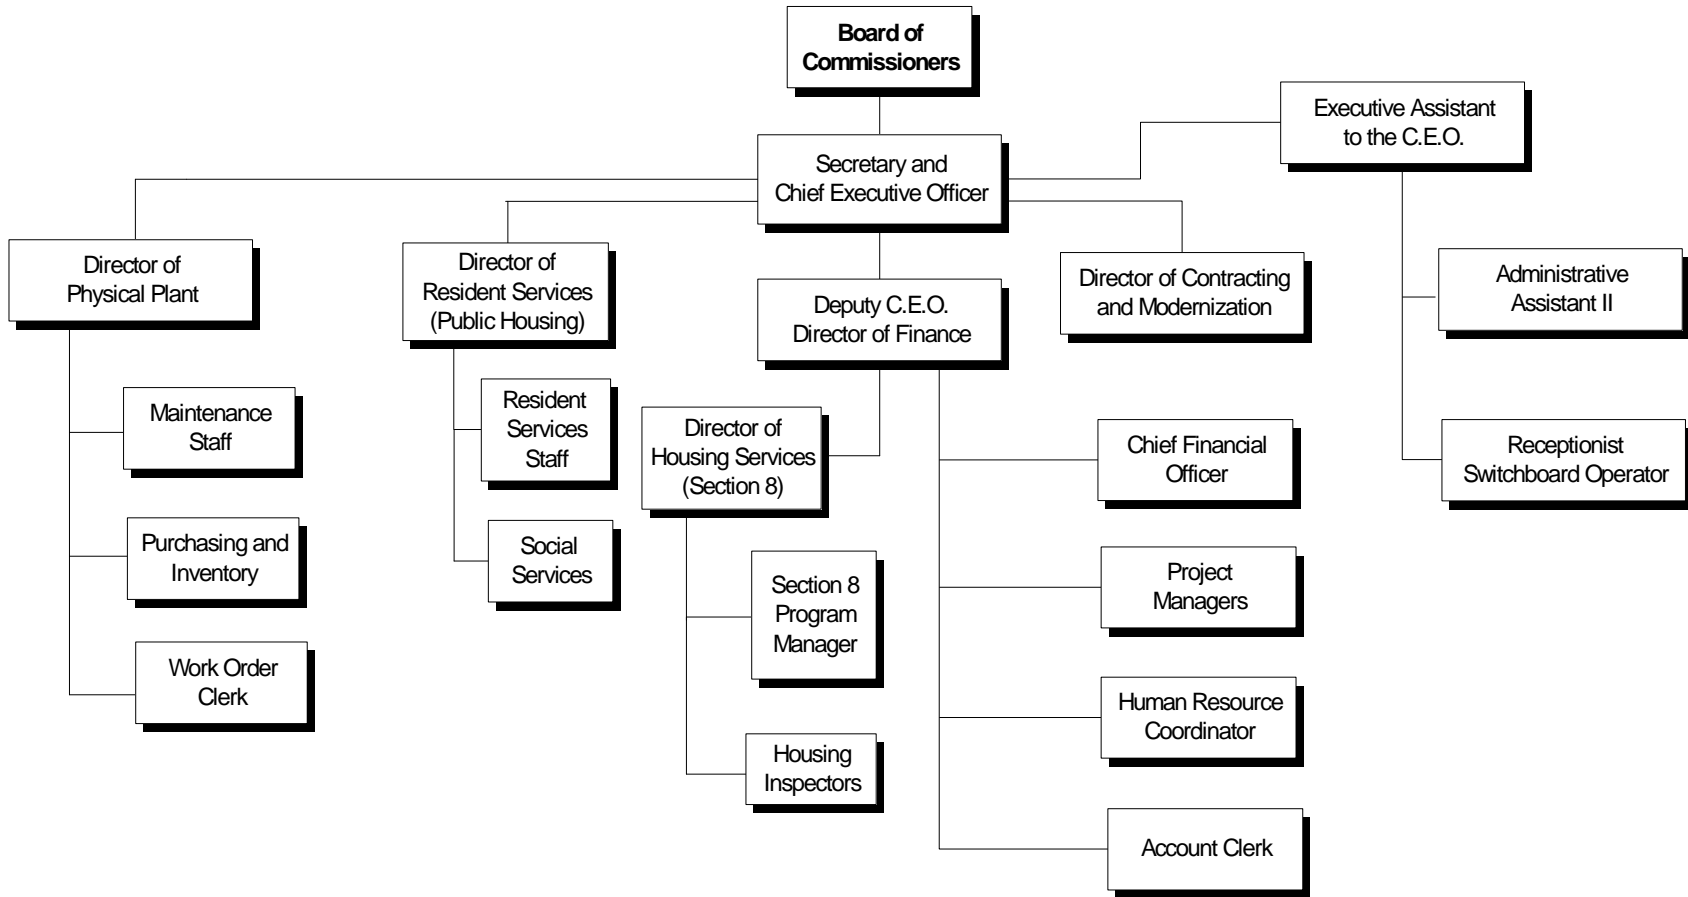 Board of
Commissioners
Executive Assistant
to the C.E.O.
Secretary and
Chief Executive Officer
Director of
Physical Plant
Director of
Resident Services
(Public Housing)
Deputy C.E.O.
Director of Finance
Director of Contracting
and Modernization
Administrative
Assistant II
Maintenance
Staff
Resident
Services
Staff
Director of
Housing Services
(Section 8)
Chief Financial
Officer
Receptionist
Switchboard Operator
Purchasing and
Inventory
Social
Services
Section 8
Program
Manager
Project
Managers
Work Order
Clerk
Human Resource
Coordinator
Housing
Inspectors
Account Clerk